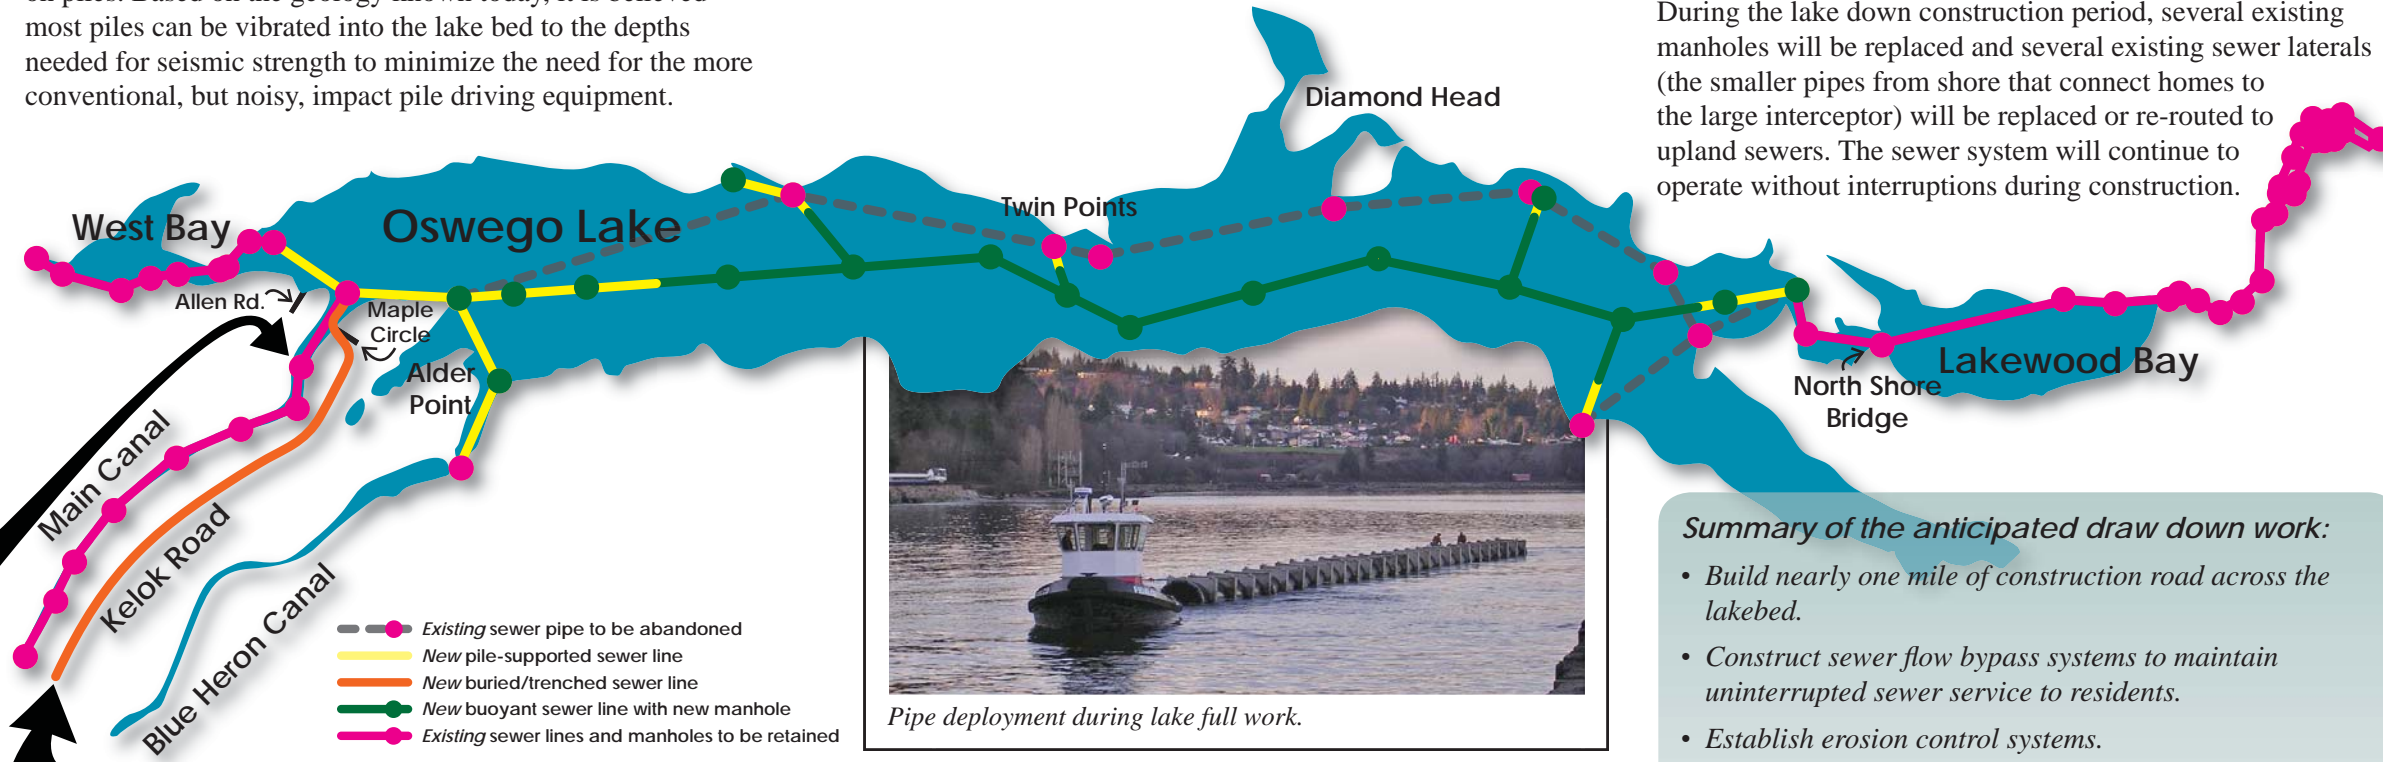 most piles can be vibrated into the lake bed to the depths
needed for seismic strength to minimize the need for the more
conventional, but noisy, impact pile driving equipment.
During the lake down construction period, several existing
manholes will be replaced and several existing sewer laterals
(the smaller pipes from shore that connect homes to
the large interceptor) will be replaced or re-routed to
upland sewers. The sewer system will continue to
operate without interruptions during construction.
Diamond Head
West Bay
Oswego Lake
Twin Points
Allen Rd.
Maple
Circle
Alder
Point
North Shore
Bridge
Lakewood Bay
Main Canal
Kelok Road
Blue Heron Canal
Existing sewer pipe to be abandoned
New pile-supported sewer line
New buried/trenched sewer line
New buoyant sewer line with new manhole
Existing sewer lines and manholes to be retained
Pipe deployment during lake full work.
Summary of the anticipated draw down work:
• Build nearly one mile of construction road across the
lakebed.
• Construct sewer flow bypass systems to maintain
uninterrupted sewer service to residents.
• Establish erosion control systems.